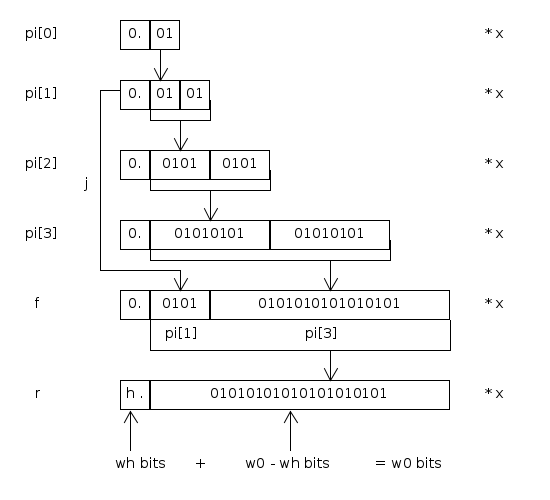 pi[0] 0. 01 * x
pi[1] 0. 01 01 * x
pi[2] 0. 0101 0101 * x
j
pi[3] 0. 01010101 01010101 * x
f 0. 0101 0101010101010101 * x
pi[1] pi[3]
r h . 01010101010101010101 * x
wh bits + w0 - wh bits = w0 bits